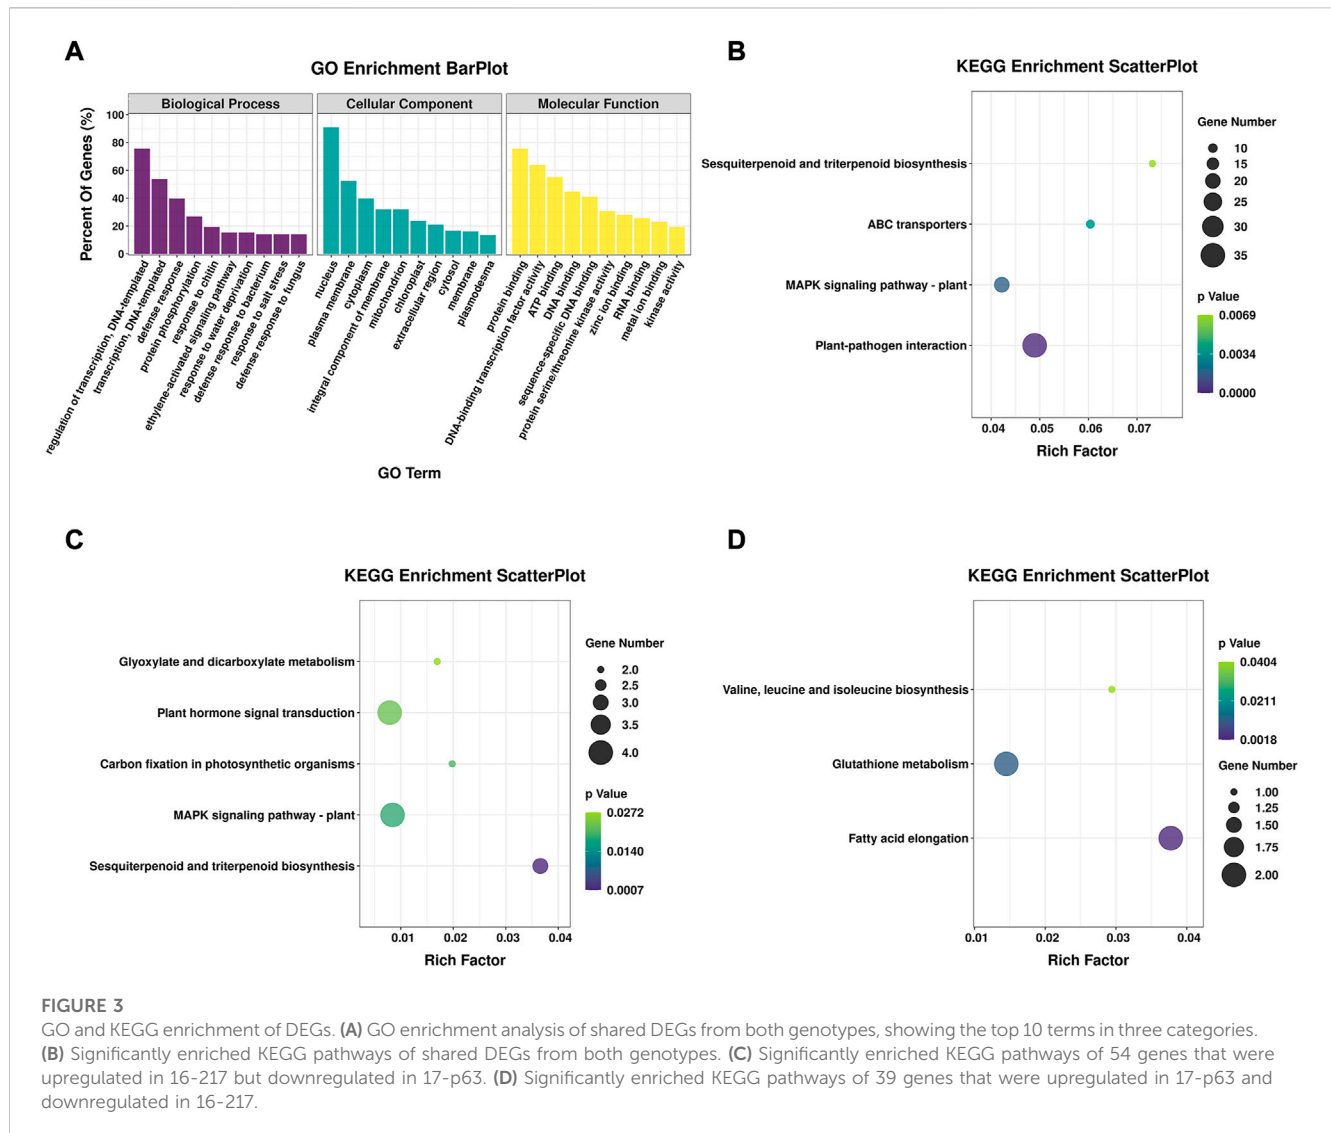 A
GO Enrichment BarPlot
Biological Process
Cellular Component
Molecular Function
Percent Of Genes (%)
100
80
60
40
20
0
regulation of transcription, DNA-templated
transcription, DNA-templated
defense response
protein phosphorylation
response to chitin
ethylene-activated signaling pathway
response to water deprivation
defense response to bacterium
response to salt stress
defense response to fungus
nucleus
plasma membrane
cytoplasm
integral component of membrane
mitochondrion
chloroplast
extracellular region
cytosol
membrane
plasmodesma
protein binding
DNA-binding transcription factor activity
ATP binding
DNA binding
sequence-specific DNA binding
protein serine/threonine kinase activity
zinc ion binding
RNA binding
metal ion binding
kinase activity
GO Term
B
KEGG Enrichment ScatterPlot
Sesquiterpenoid and triterpenoid biosynthesis
ABC transporters
MAPK signaling pathway - plant
Plant-pathogen interaction
0.04 0.05 0.06 0.07
Rich Factor
Gene Number
10
15
20
25
30
35
p Value
0.0069
0.0034
0.0000
C
KEGG Enrichment ScatterPlot
Glyoxylate and dicarboxylate metabolism
Plant hormone signal transduction
Carbon fixation in photosynthetic organisms
MAPK signaling pathway - plant
Sesquiterpenoid and triterpenoid biosynthesis
0.01 0.02 0.03 0.04
Rich Factor
Gene Number
2.0
2.5
3.0
3.5
4.0
p Value
0.0272
0.0140
0.0007
D
KEGG Enrichment ScatterPlot
Valine, leucine and isoleucine biosynthesis
Glutathione metabolism
Fatty acid elongation
0.01 0.02 0.03 0.04
Rich Factor
p Value
0.0404
0.0211
0.0018
Gene Number
1.00
1.25
1.50
1.75
2.00
FIGURE 3
GO and KEGG enrichment of DEGs. (A) GO enrichment analysis of shared DEGs from both genotypes, showing the top 10 terms in three categories.
(B) Significantly enriched KEGG pathways of shared DEGs from both genotypes. (C) Significantly enriched KEGG pathways of 54 genes that were
upregulated in 16-217 but downregulated in 17-p63. (D) Significantly enriched KEGG pathways of 39 genes that were upregulated in 17-p63 and
downregulated in 16-217.